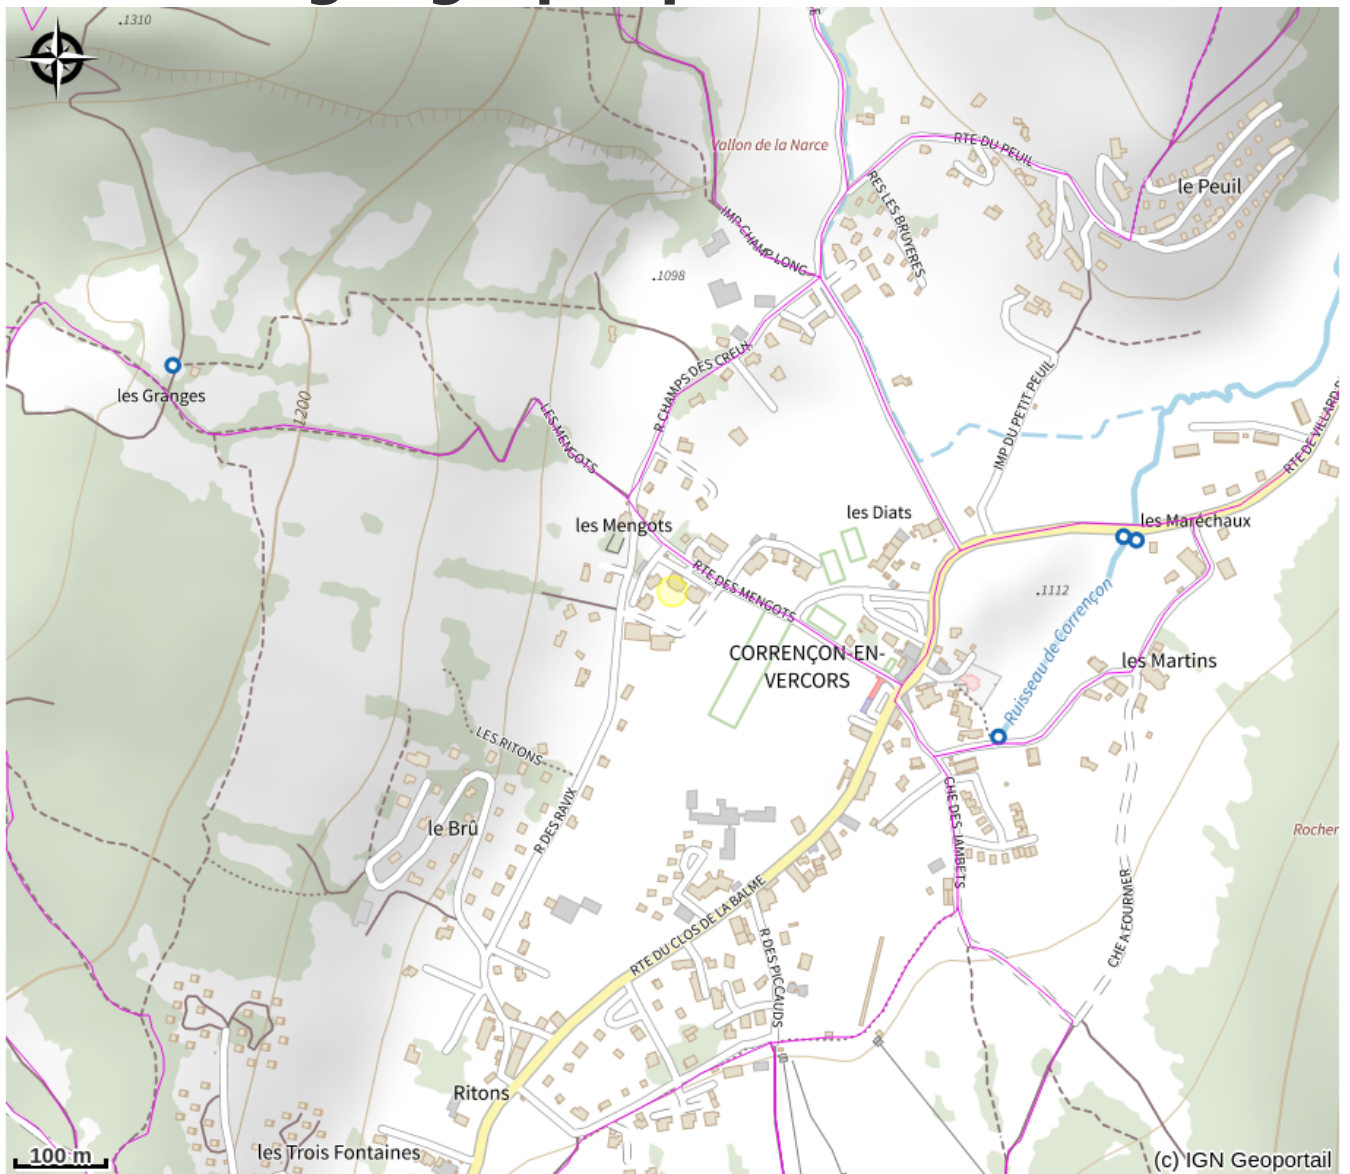 .1310
Vallon de la Narce
RTE DU PEUIL
le Peuil
RES LES BRUYERES
IMP CHAMP LONG
.1098
R CHAMPS DES CREUX
les Granges
1200
LES MENGOTS
IMP DU PETIT PEUIL
RTE DE VILLARD
les Mengots
les Diats
les Maréchaux
RTE DES MENGOTS
.1112
Ruisseau de Corrençon
CORRENÇON-EN-
VERCORS
les Martins
LES RITONS
R DES RAVIX
le Brû
CHE DES JAMBETS
Rocher
RTE DU CLOS DE LA BALME
CHE A FOURNIER
R DES PICCAUDS
Ritons
les Trois Fontaines
100 m
(c) IGN Geoportail